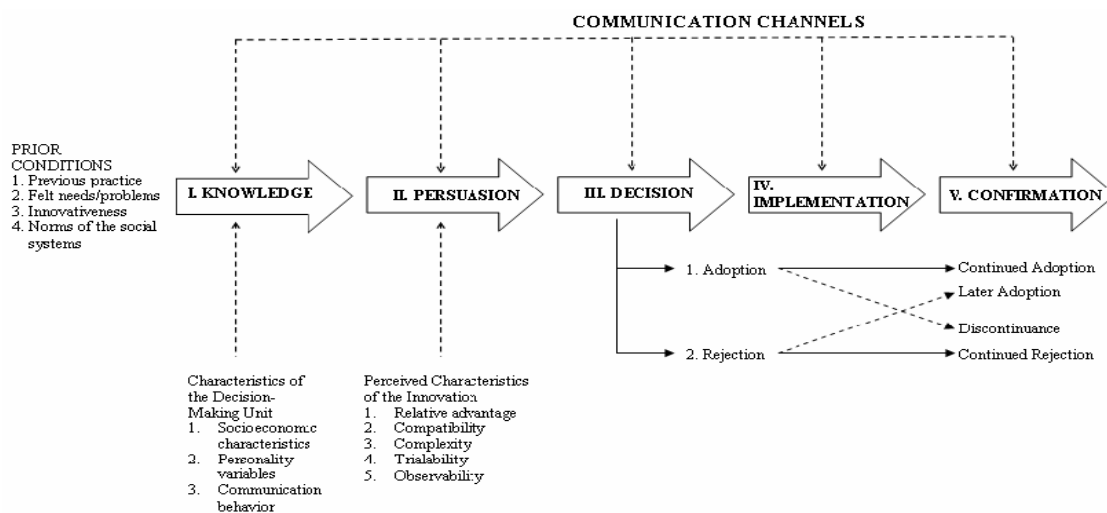 COMMUNICATION CHANNELS
PRIOR
CONDITIONS
1. Previous practice
2. Felt needs/problems
3. Innovativeness
4. Norms of the social
systems
I. KNOWLEDGE
II. PERSUASION
III. DECISION
IV.
IMPLEMENTATION
V. CONFIRMATION
1. Adoption
2. Rejection
Continued Adoption
Later Adoption
Discontinuance
Continued Rejection
Characteristics of
the Decision-
Making Unit
1. Socioeconomic
characteristics
2. Personality
variables
3. Communication
behavior
Perceived Characteristics
of the Innovation
1. Relative advantage
2. Compatibility
3. Complexity
4. Trialability
5. Observability